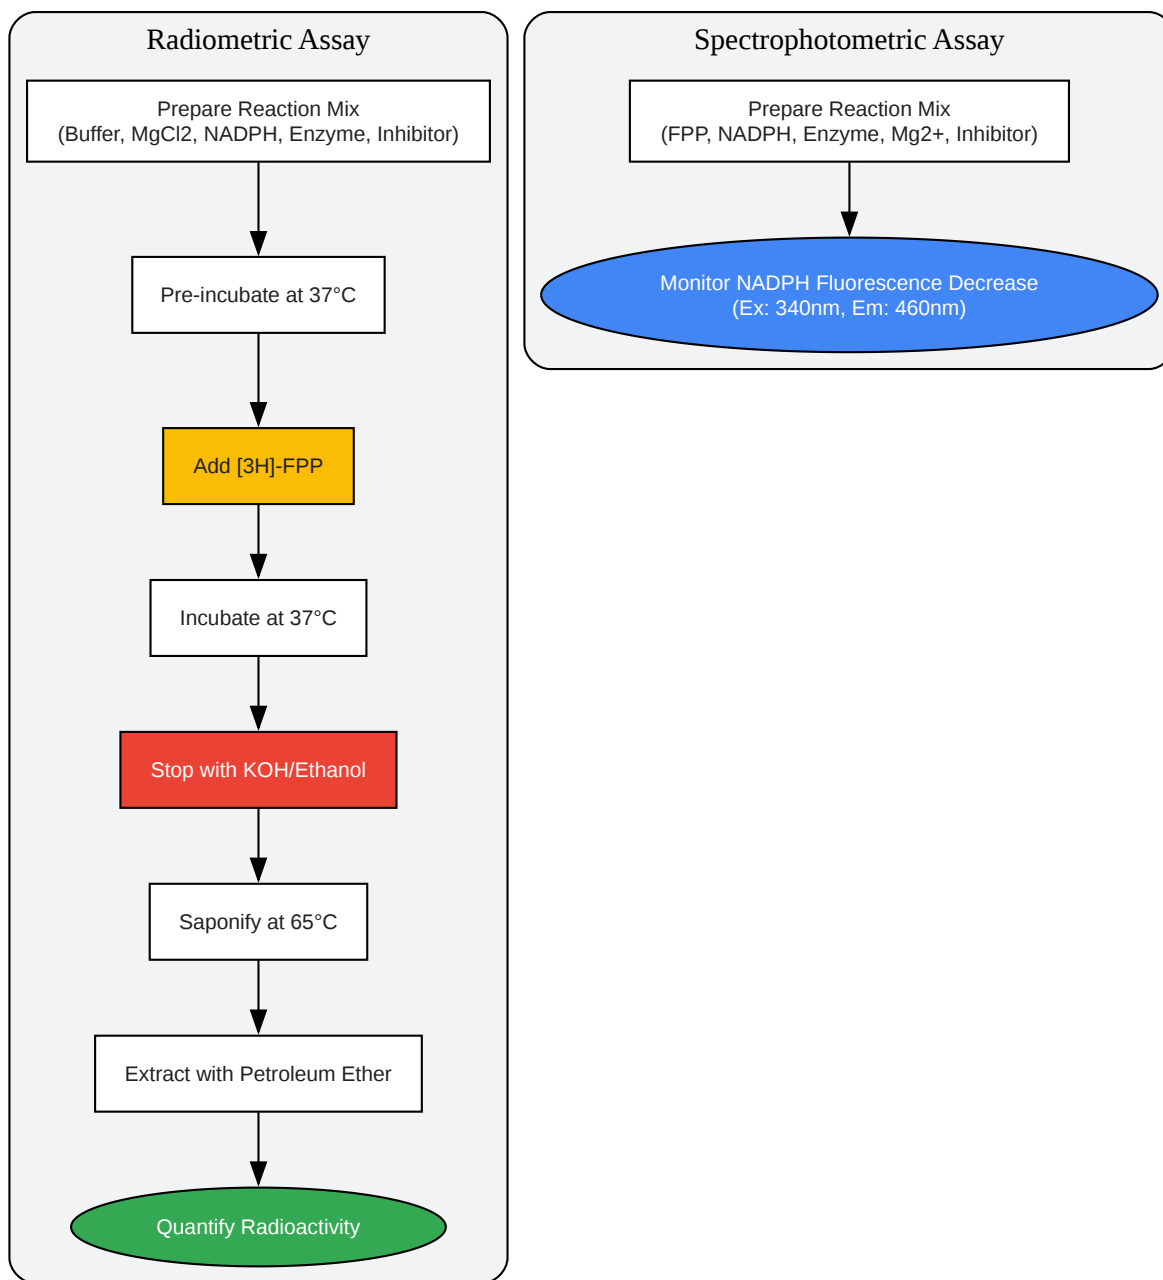 Radiometric Assay
Prepare Reaction Mix
(Buffer, MgCl2, NADPH, Enzyme, Inhibitor)
Pre-incubate at 37°C
Add [3H]-FPP
Incubate at 37°C
Stop with KOH/Ethanol
Saponify at 65°C
Extract with Petroleum Ether
Quantify Radioactivity
Spectrophotometric Assay
Prepare Reaction Mix
(FPP, NADPH, Enzyme, Mg2+, Inhibitor)
Monitor NADPH Fluorescence Decrease
(Ex: 340nm, Em: 460nm)